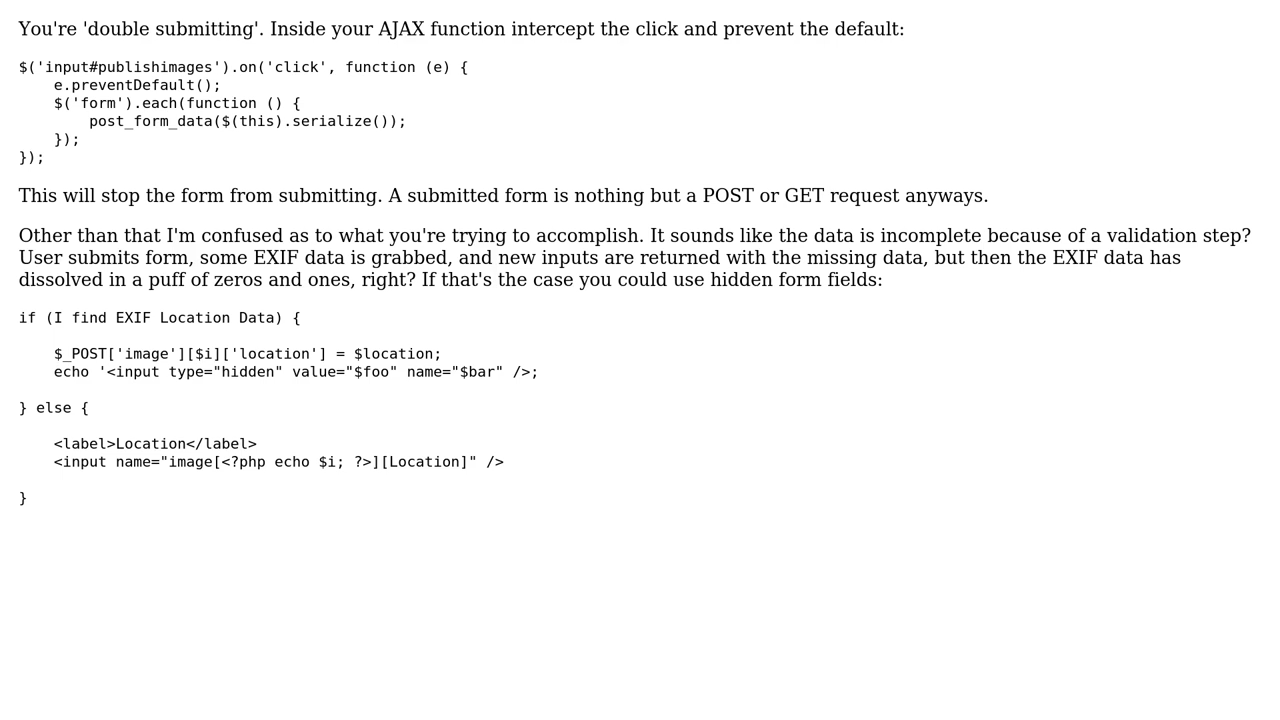 You're 'double submitting'. Inside your AJAX function intercept the click and prevent the default:
$('input#publishimages').on('click', function (e) {
    e.preventDefault();
    $('form').each(function () {
        post_form_data($(this).serialize());
    });
});
This will stop the form from submitting. A submitted form is nothing but a POST or GET request anyways.
Other than that I'm confused as to what you're trying to accomplish. It sounds like the data is incomplete because of a validation step?
User submits form, some EXIF data is grabbed, and new inputs are returned with the missing data, but then the EXIF data has
dissolved in a puff of zeros and ones, right? If that's the case you could use hidden form fields:
if (I find EXIF Location Data) {
    $_POST['image'][$i]['location'] = $location;
    echo '<input type="hidden" value="$foo" name="$bar" />;
} else {
    <label>Location</label>
    <input name="image[<?php echo $i; ?>][Location]" />
}